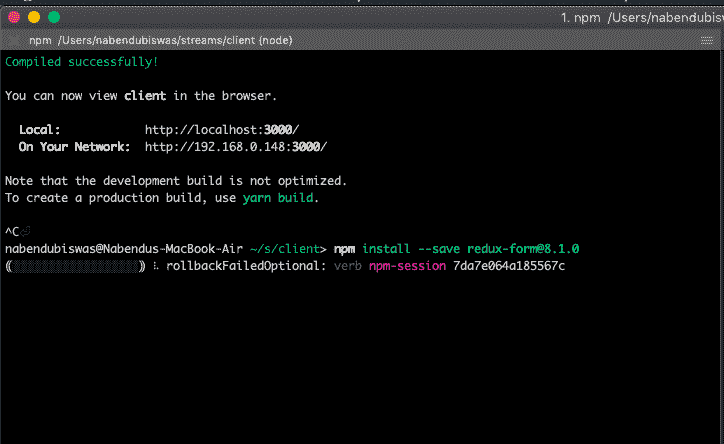 1. npm /Users/nabendubisw
npm /Users/nabendubiswas/streams/client (node)
Compiled successfully!
You can now view client in the browser.
Local: http://localhost:3000/
On Your Network: http://192.168.0.148:3000/
Note that the development build is not optimized.
To create a production build, use yarn build.
^C
nabendubiswas@Nabendus-MacBook-Air ~/s/client> npm install --save redux-form@8.1.0
(░░░░░░░░░░░░░░░░░░) ⠧ rollbackFailedOptional: verb npm-session 7da7e064a185567c